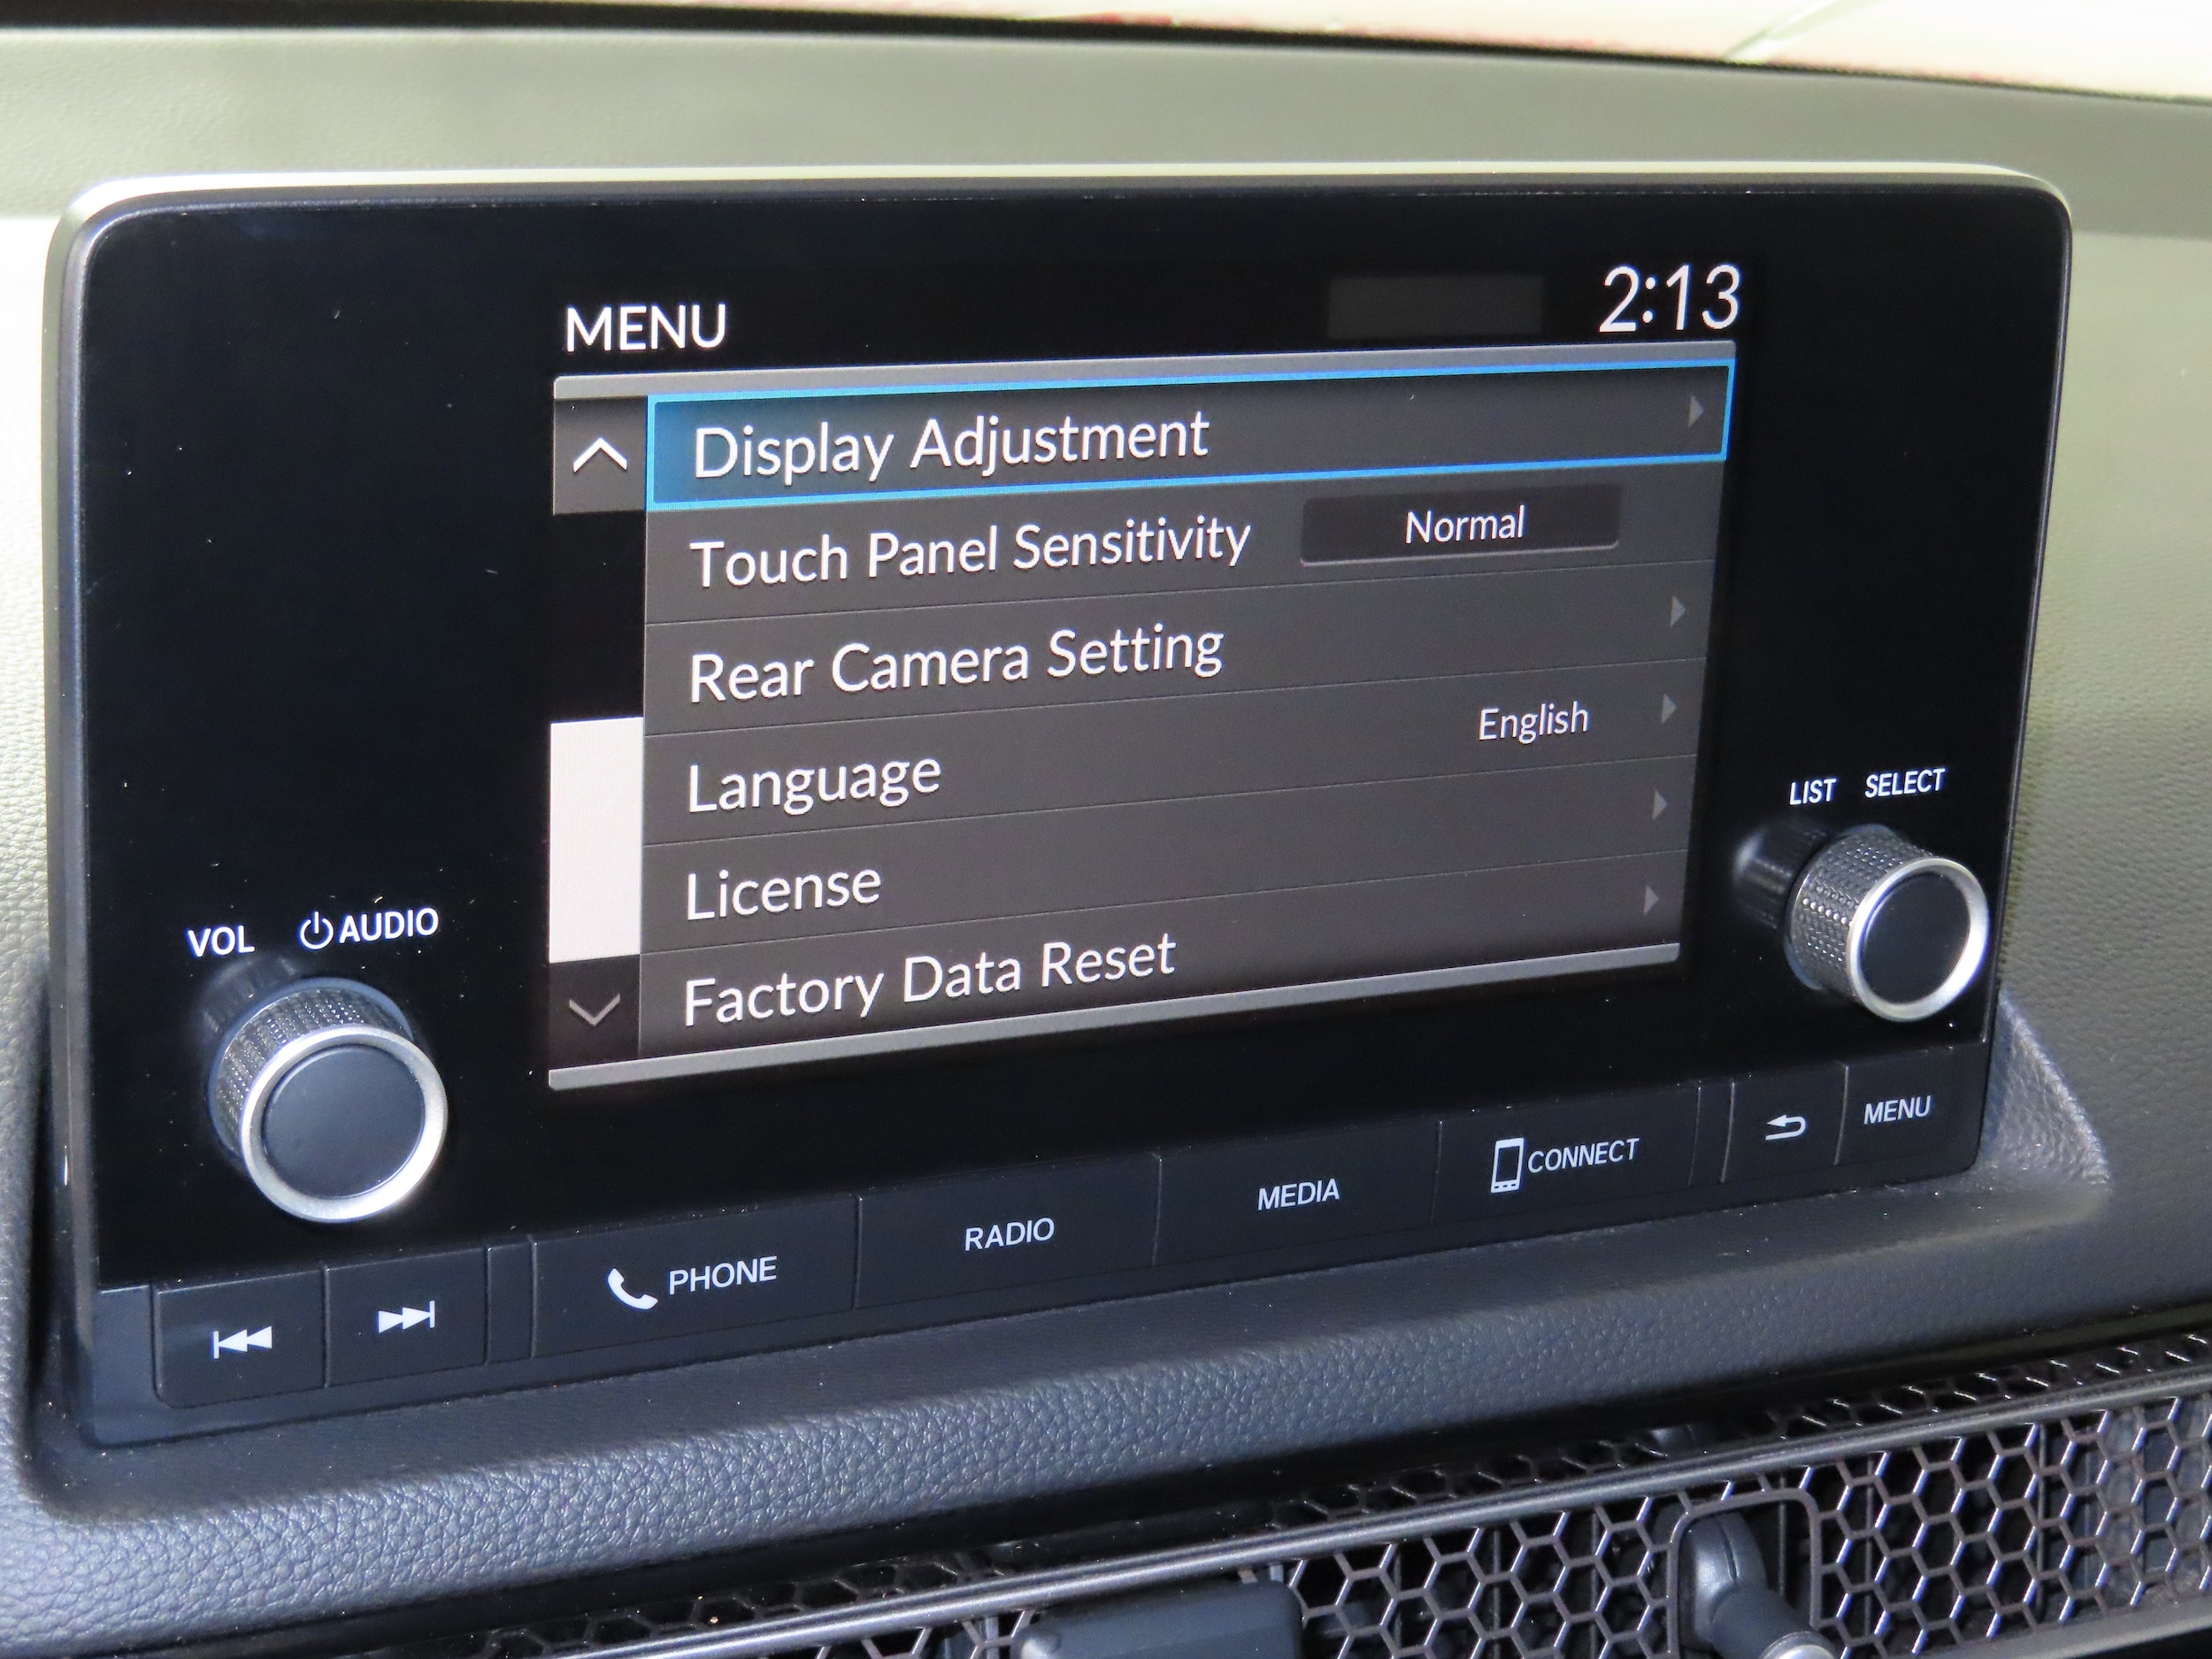 MENU
2:13
Display Adjustment
Touch Panel Sensitivity Normal
Rear Camera Setting
Language English
License
Factory Data Reset
VOL AUDIO
LIST SELECT
PHONE RADIO MEDIA CONNECT MENU